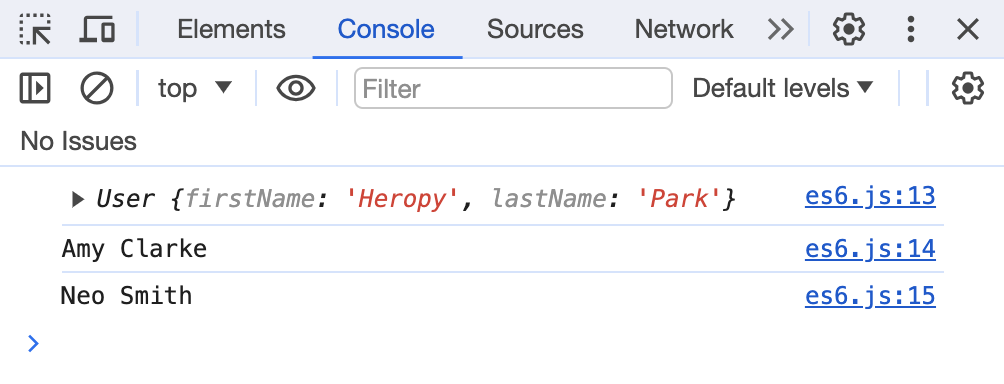 Elements Console Sources Network
top Filter Default levels
No Issues
User {firstName: 'Heropy', lastName: 'Park'} es6.js:13
Amy Clarke es6.js:14
Neo Smith es6.js:15